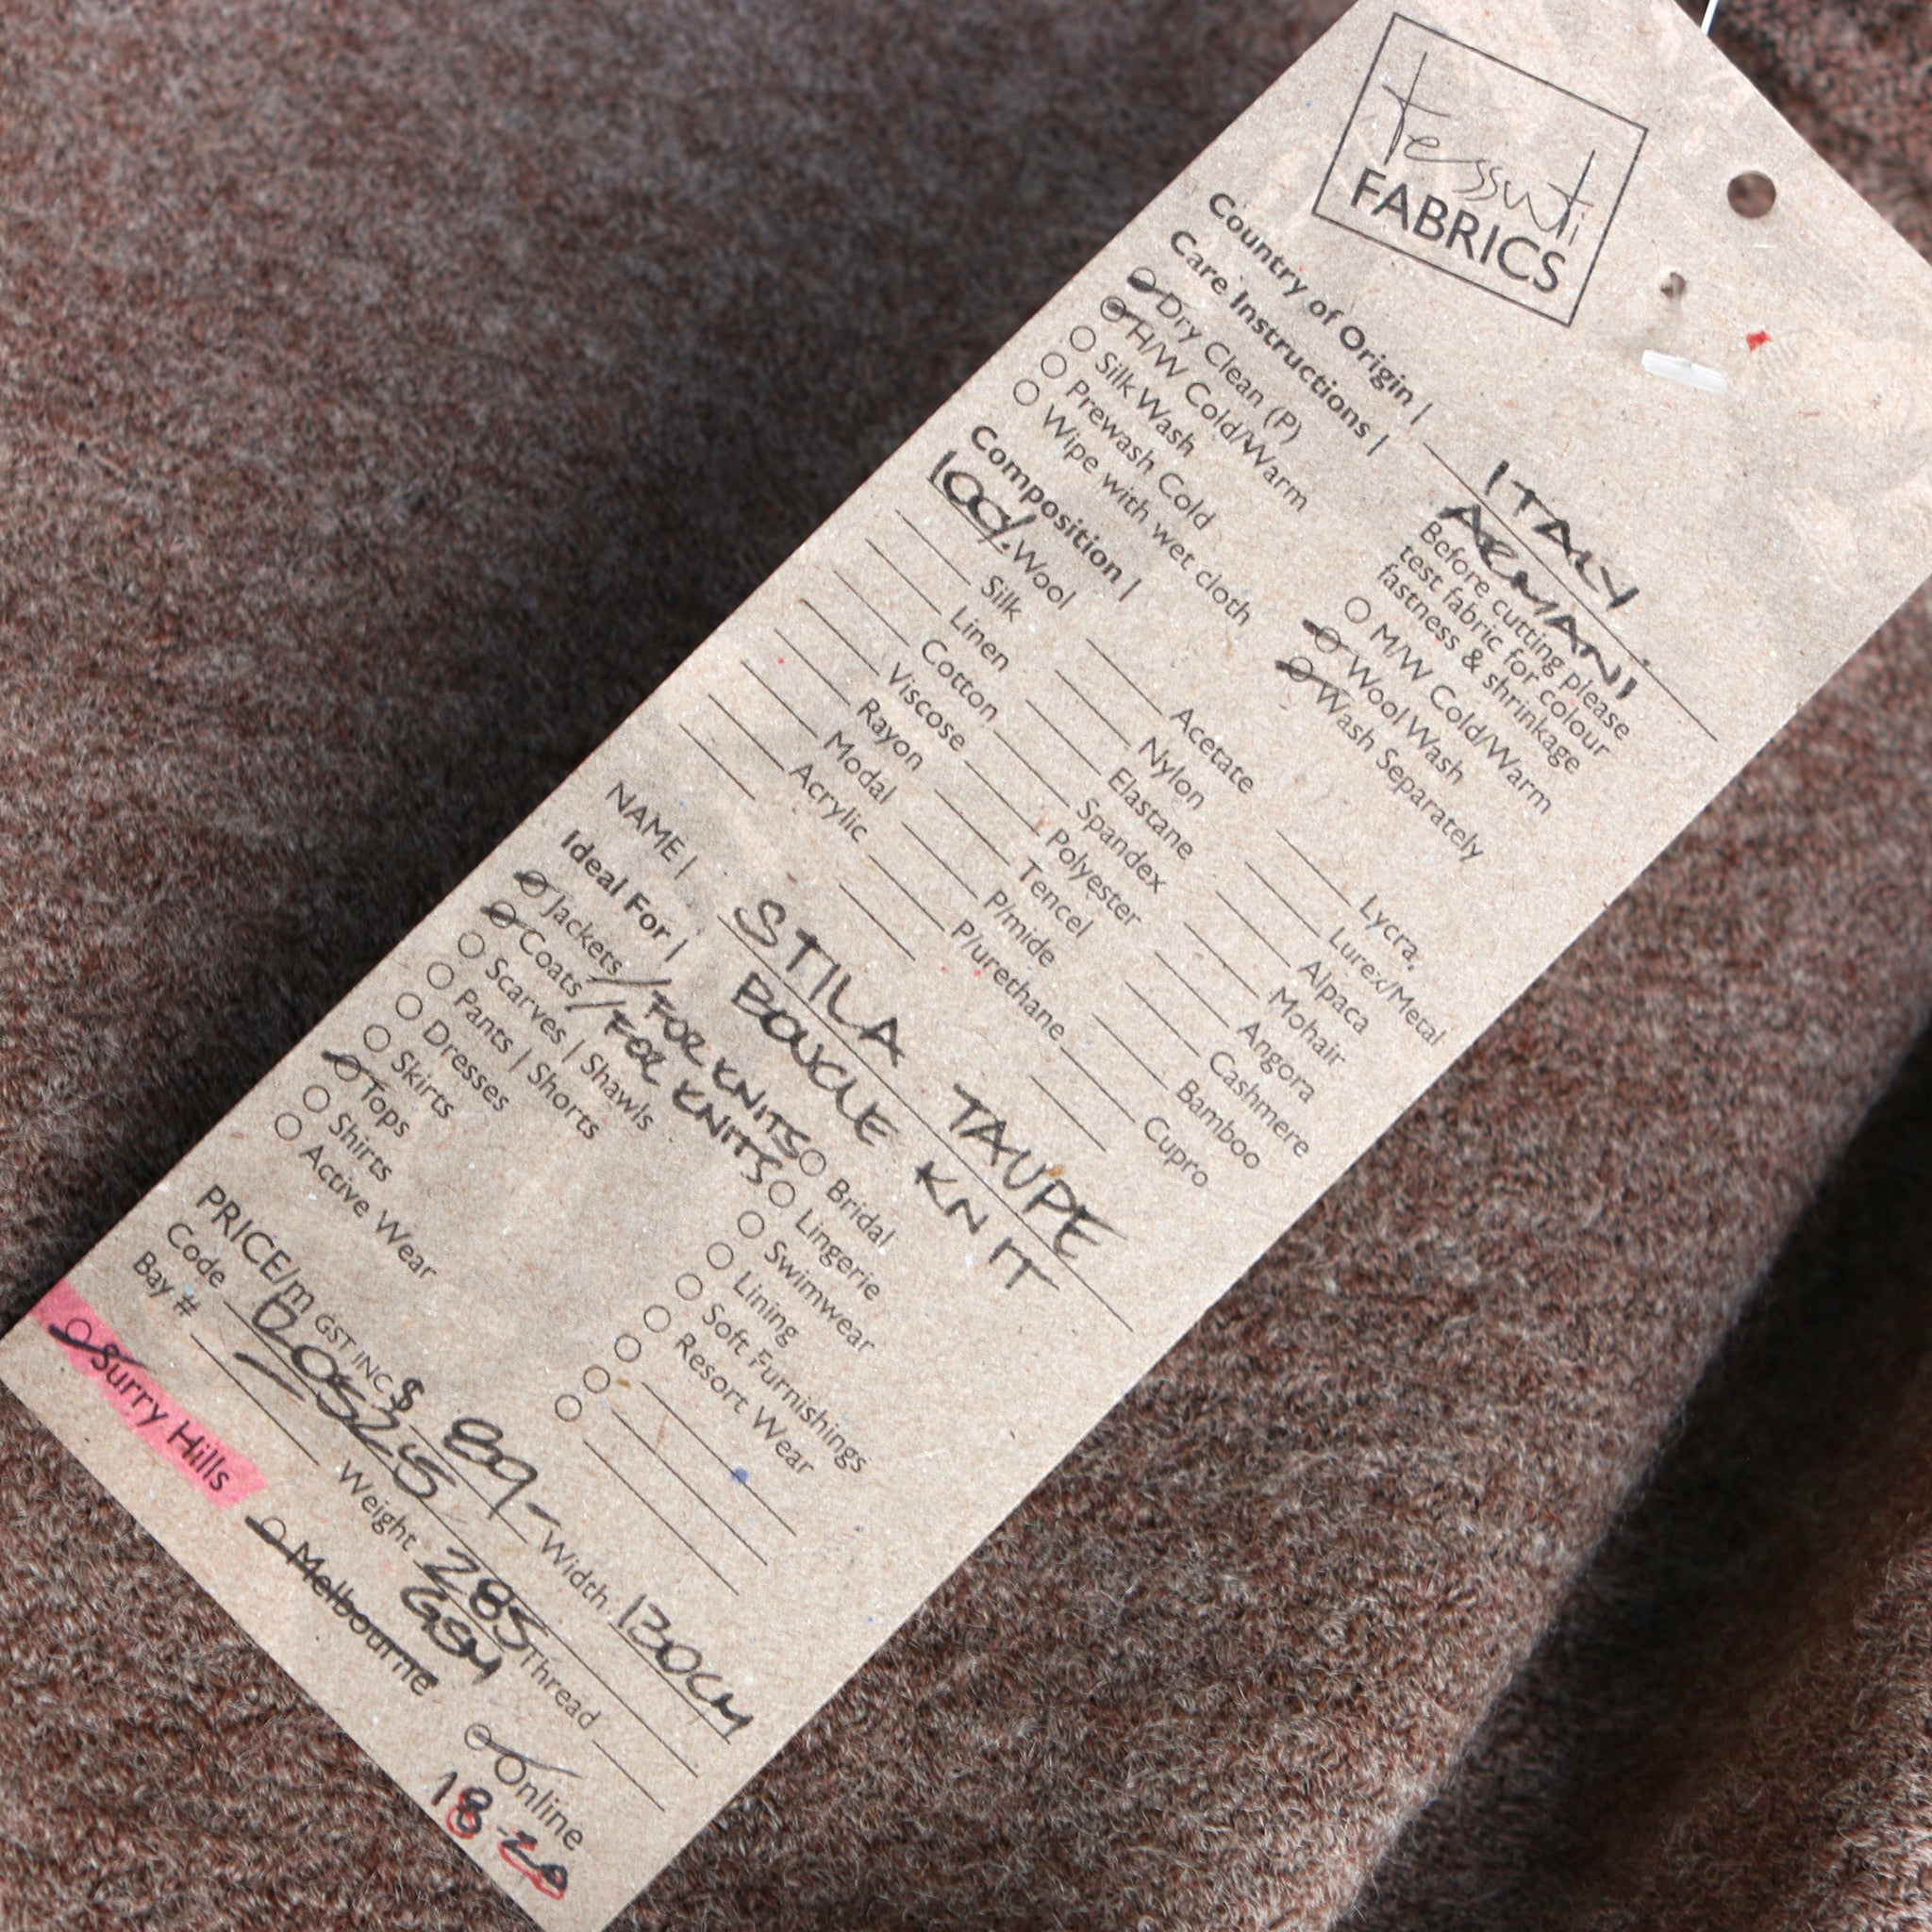 tessuti
FABRICS
Country of Origin | ITALY
ARMANI
Care Instructions |
Before cutting please
test fabric for colour
fastness & shrinkage
Dry Clean (P)
H/W Cold/Warm
Silk Wash
Prewash Cold
Wipe with wet cloth
M/W Cold/Warm
Wool Wash
Wash Separately
Composition |
100% Wool
Silk
Linen
Cotton
Viscose
Rayon
Modal
Acrylic
Acetate
Nylon
Elastane
Spandex
Polyester
Tencel
P/mide
P/urethane
Lycra
Lurex/Metal
Alpaca
Mohair
Angora
Cashmere
Bamboo
Cupro
NAME | STILA TAUPE
BOUCLE KNIT
Ideal For |
Jackets / FOR KNITS
Coats / FOR KNITS
Scarves | Shawls
Pants | Shorts
Dresses
Skirts
Tops
Shirts
Active Wear
Bridal
Lingerie
Swimwear
Lining
Soft Furnishings
Resort Wear
PRICE/m GST INC $ 89- Width 130CM
Code 1205225 Weight 285 GSM Thread
Bay #
Surry Hills
Melbourne
Online